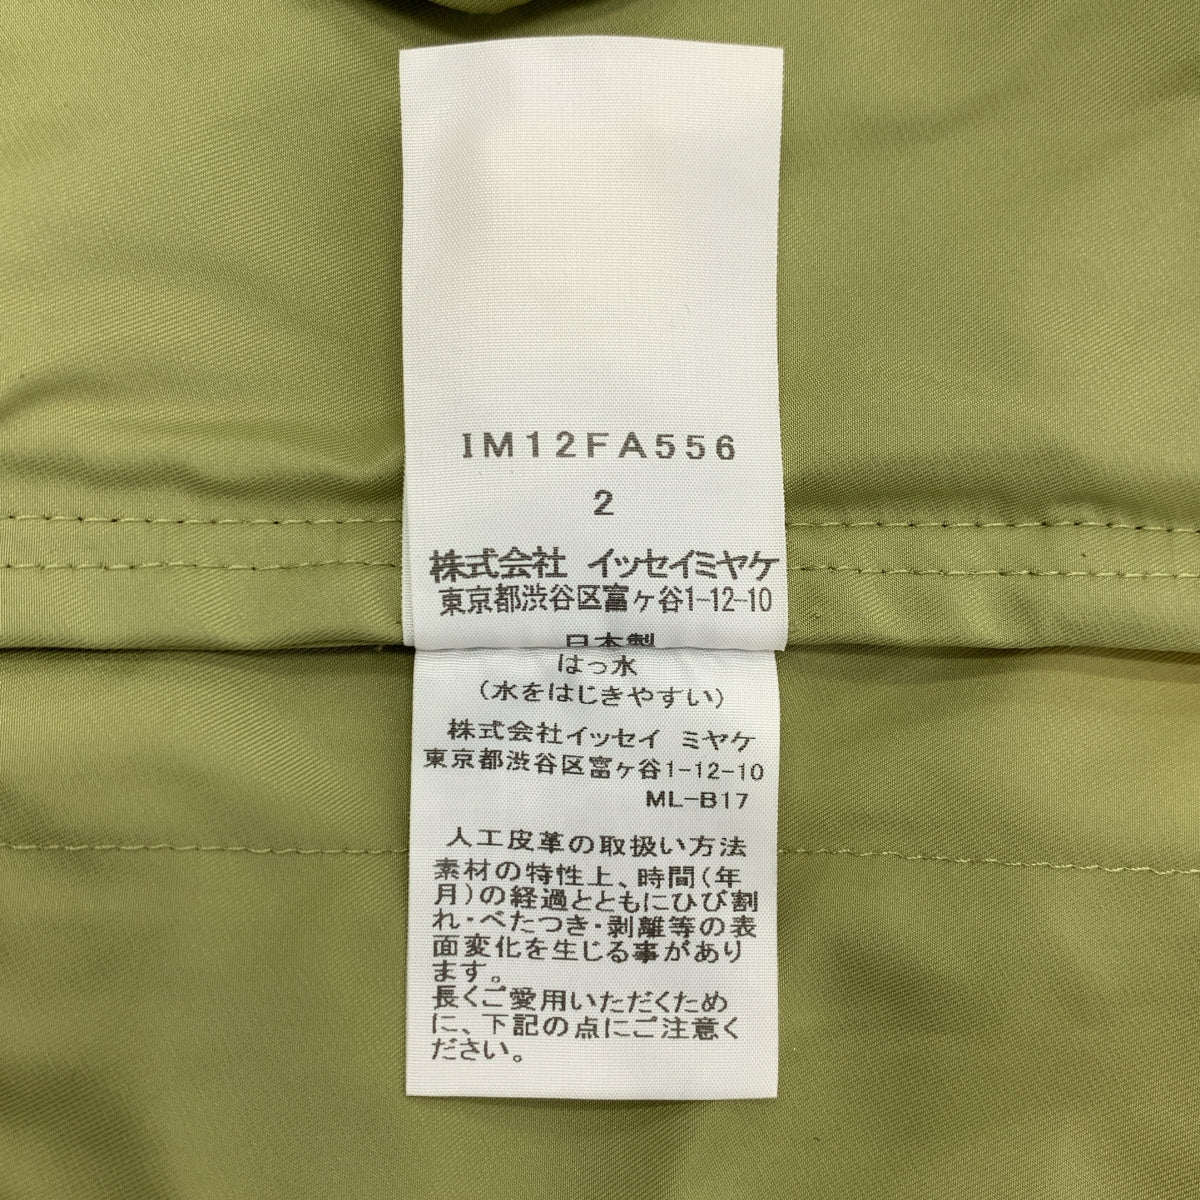 IM12FA556
2
株式会社 イッセイミヤケ
東京都渋谷区富ヶ谷1-12-10
日本製
はっ水
(水をはじきやすい)
株式会社イッセイ ミヤケ
東京都渋谷区富ヶ谷1-12-10
ML-B17
人工皮革の取扱い方法
素材の特性上、時間(年
月)の経過とともにひび割
れ・べたつき・剥離等の表
面変化を生じる事があり
ます。
長くご愛用いただくため
に、下記の点にご注意く
ださい。